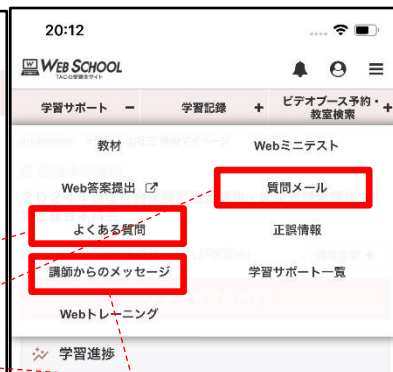 20:12
WEB SCHOOL
TACの受講生サイト
学習サポート － 学習記録 ＋ ビデオブース予約・教室検索 ＋
教材 Webミニテスト
Web答案提出 質問メール
よくある質問 正誤情報
講師からのメッセージ 学習サポート一覧
Webトレーニング
学習進捗